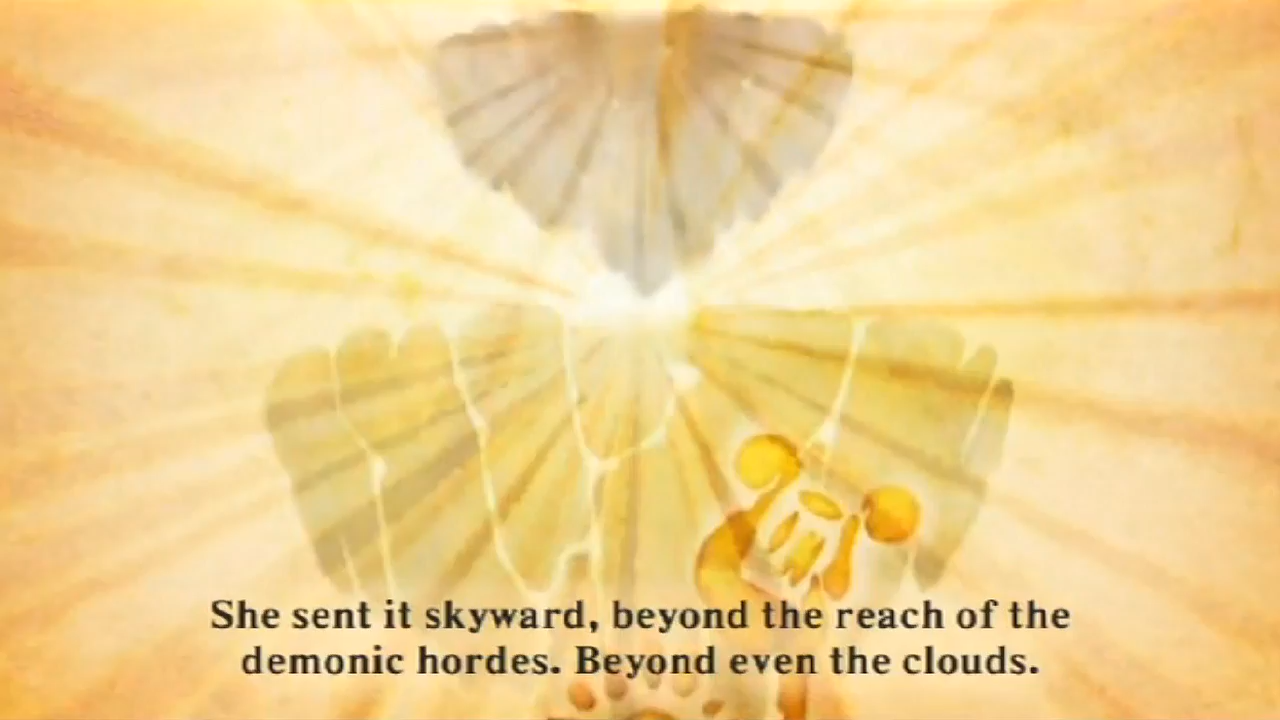 She sent it skyward, beyond the reach of the
demonic hordes. Beyond even the clouds.